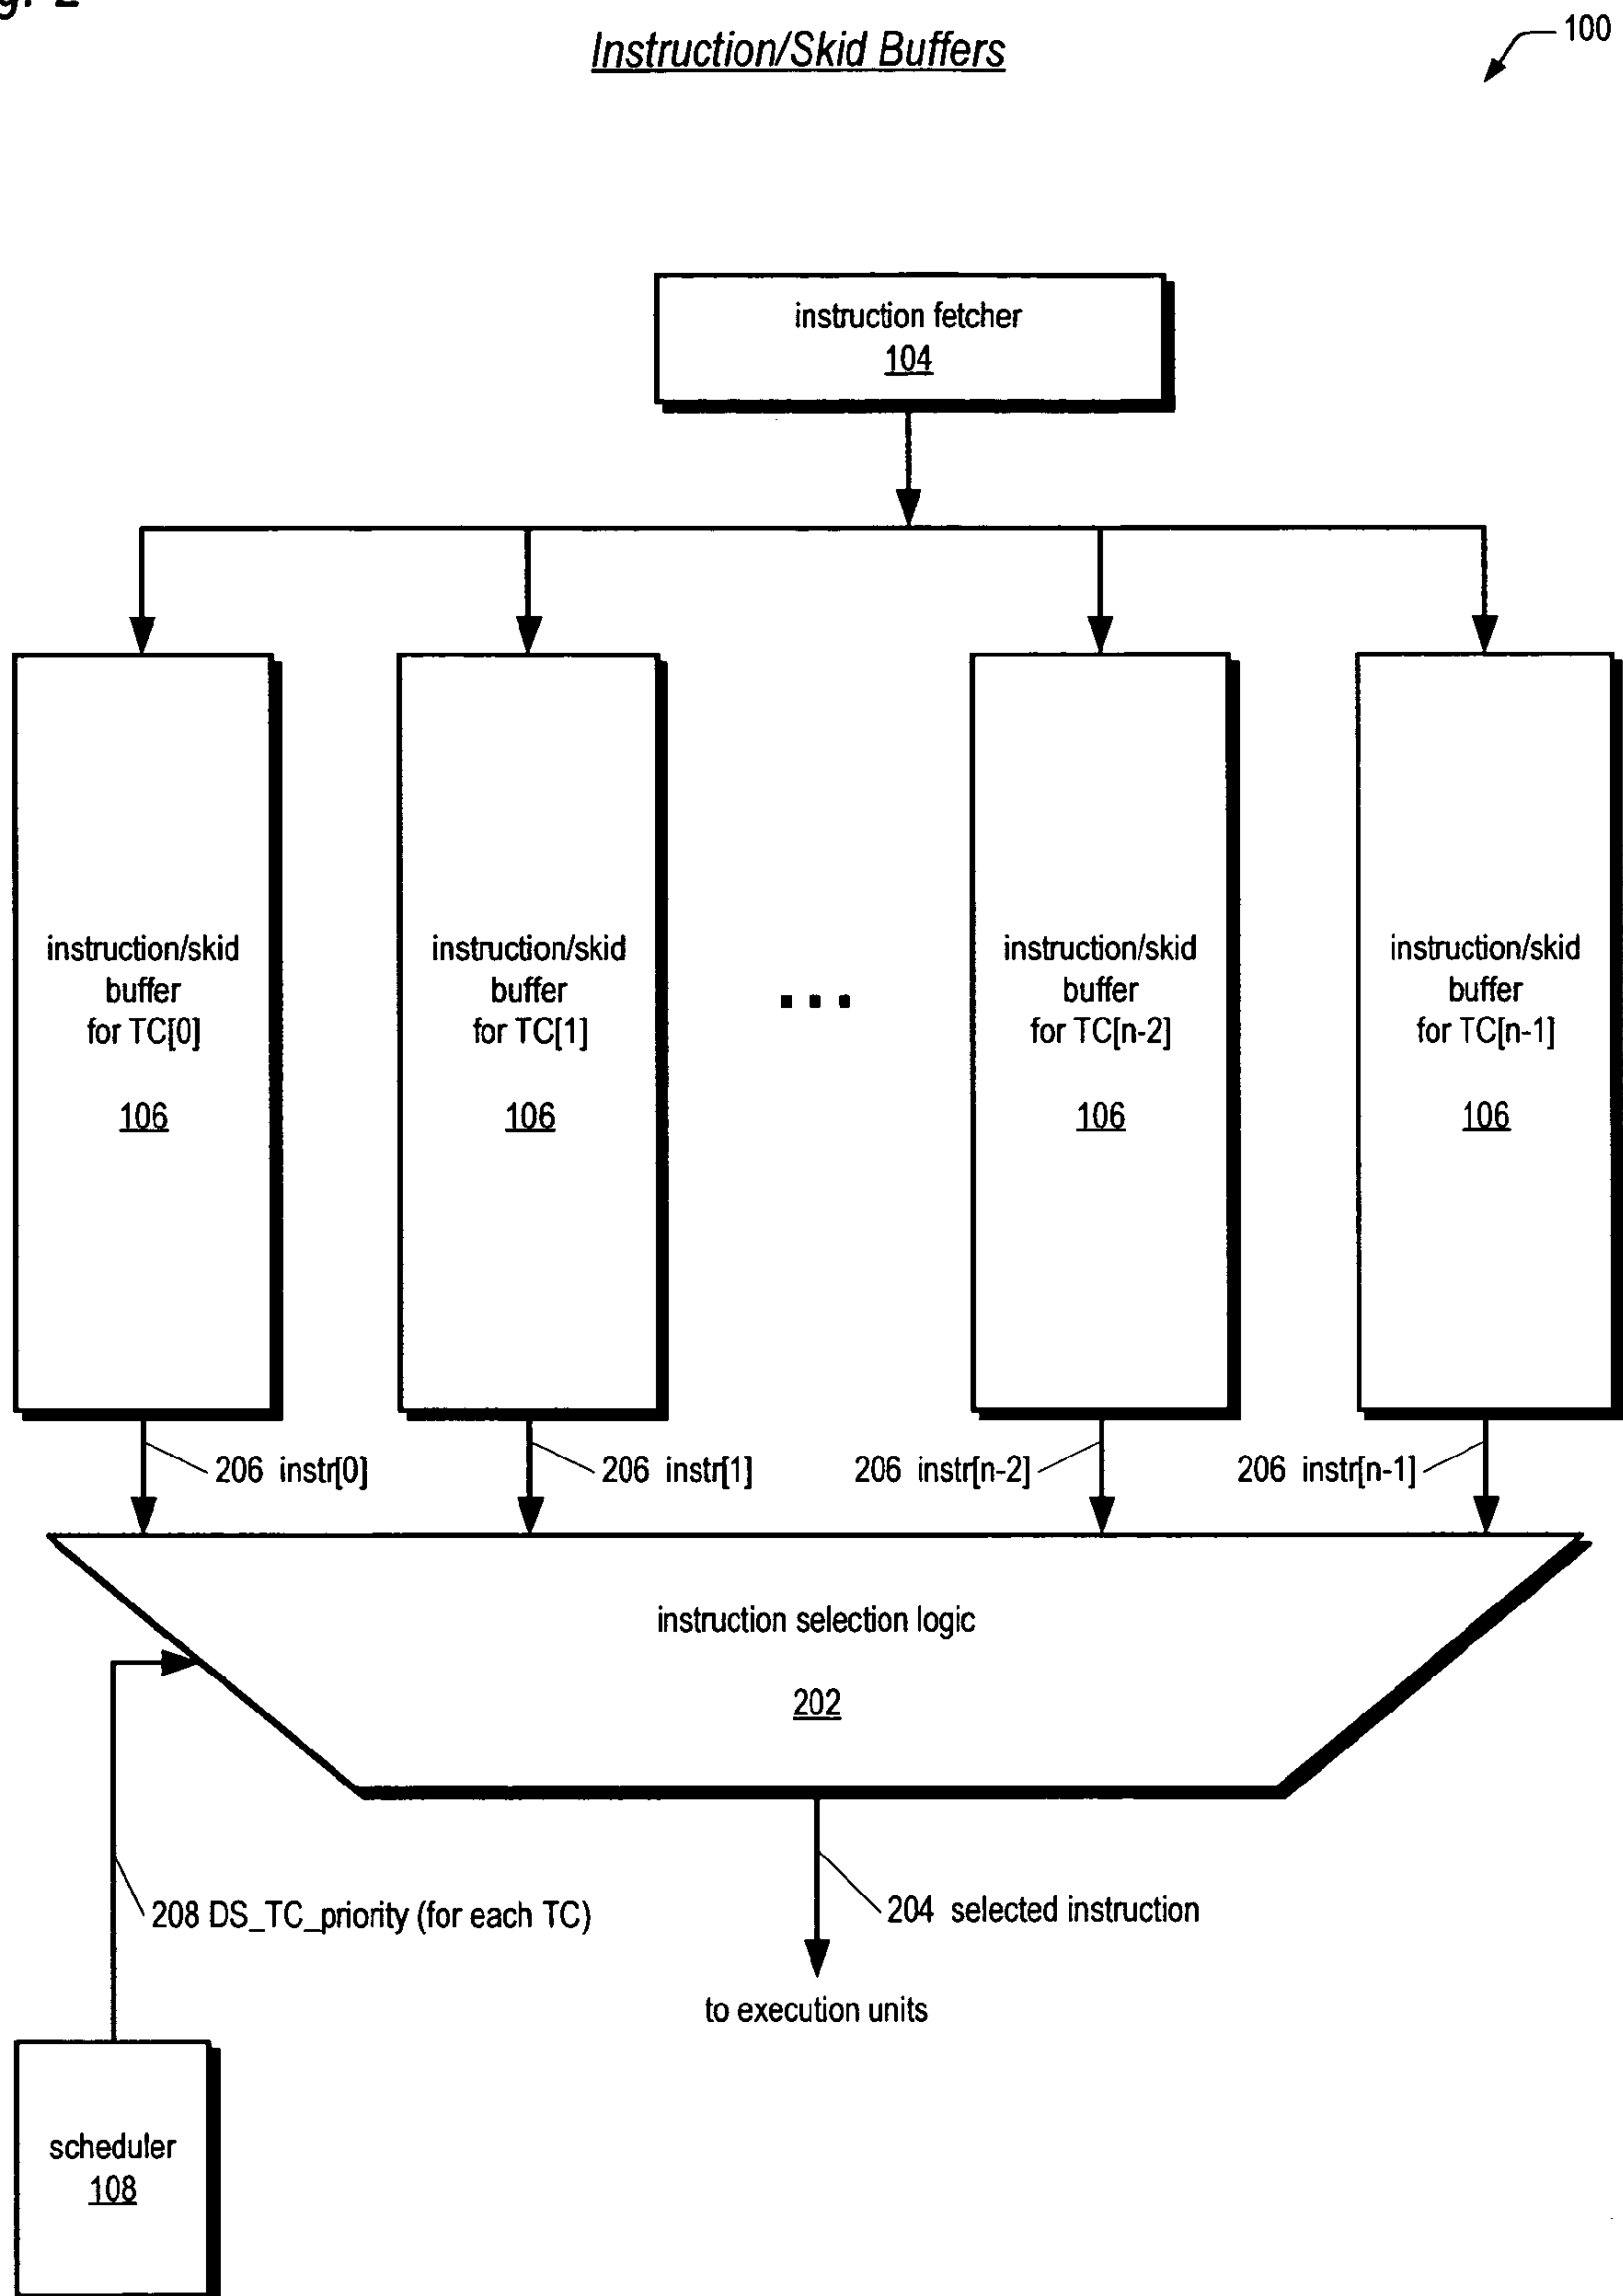 Instruction/Skid Buffers
100
instruction fetcher
104
instruction/skid
buffer
for TC[0]
106
instruction/skid
buffer
for TC[1]
106
...
instruction/skid
buffer
for TC[n-2]
106
instruction/skid
buffer
for TC[n-1]
106
206 instr[0]
206 instr[1]
206 instr[n-2]
206 instr[n-1]
instruction selection logic
202
208 DS_TC_priority (for each TC)
204 selected instruction
to execution units
scheduler
108